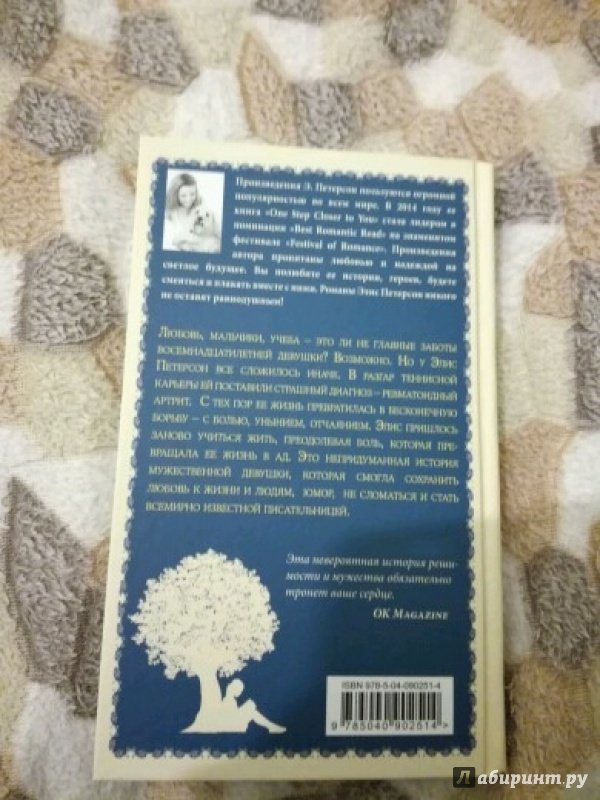 Произведения Э. Петерсон пользуются огромной
популярностью во всем мире. В 2014 году ее
книга «One Step Closer to You» стала лидером в
номинации «Best Romantic Read» на знаменитом
фестивале «Festival of Romance». Произведения
автора пропитаны любовью и надеждой на
светлое будущее. Вы полюбите ее истории, героев, будете
смеяться и плакать вместе с ними. Романы Элис Петерсон никого
не оставят равнодушным!
Любовь, мальчики, учеба – это ли не главные заботы
восемнадцатилетней девушки? Возможно. Но у Элис
Петерсон все сложилось иначе. В разгар теннисной
карьеры ей поставили страшный диагноз – ревматоидный
артрит. С тех пор ее жизнь превратилась в бесконечную
борьбу – с болью, унынием, отчаянием. Элис пришлось
заново учиться жить, преодолевая боль, которая пре-
вращала ее жизнь в ад. Это непридуманная история
мужественной девушки, которая смогла сохранить
любовь к жизни и людям, юмор, не сломаться и стать
всемирно известной писательницей.
Эта невероятная история реши-
мости и мужества обязательно
тронет ваше сердце.
OK Magazine
ISBN 978-5-04-090251-4
9 785040 902514 >
Лабиринт.ру